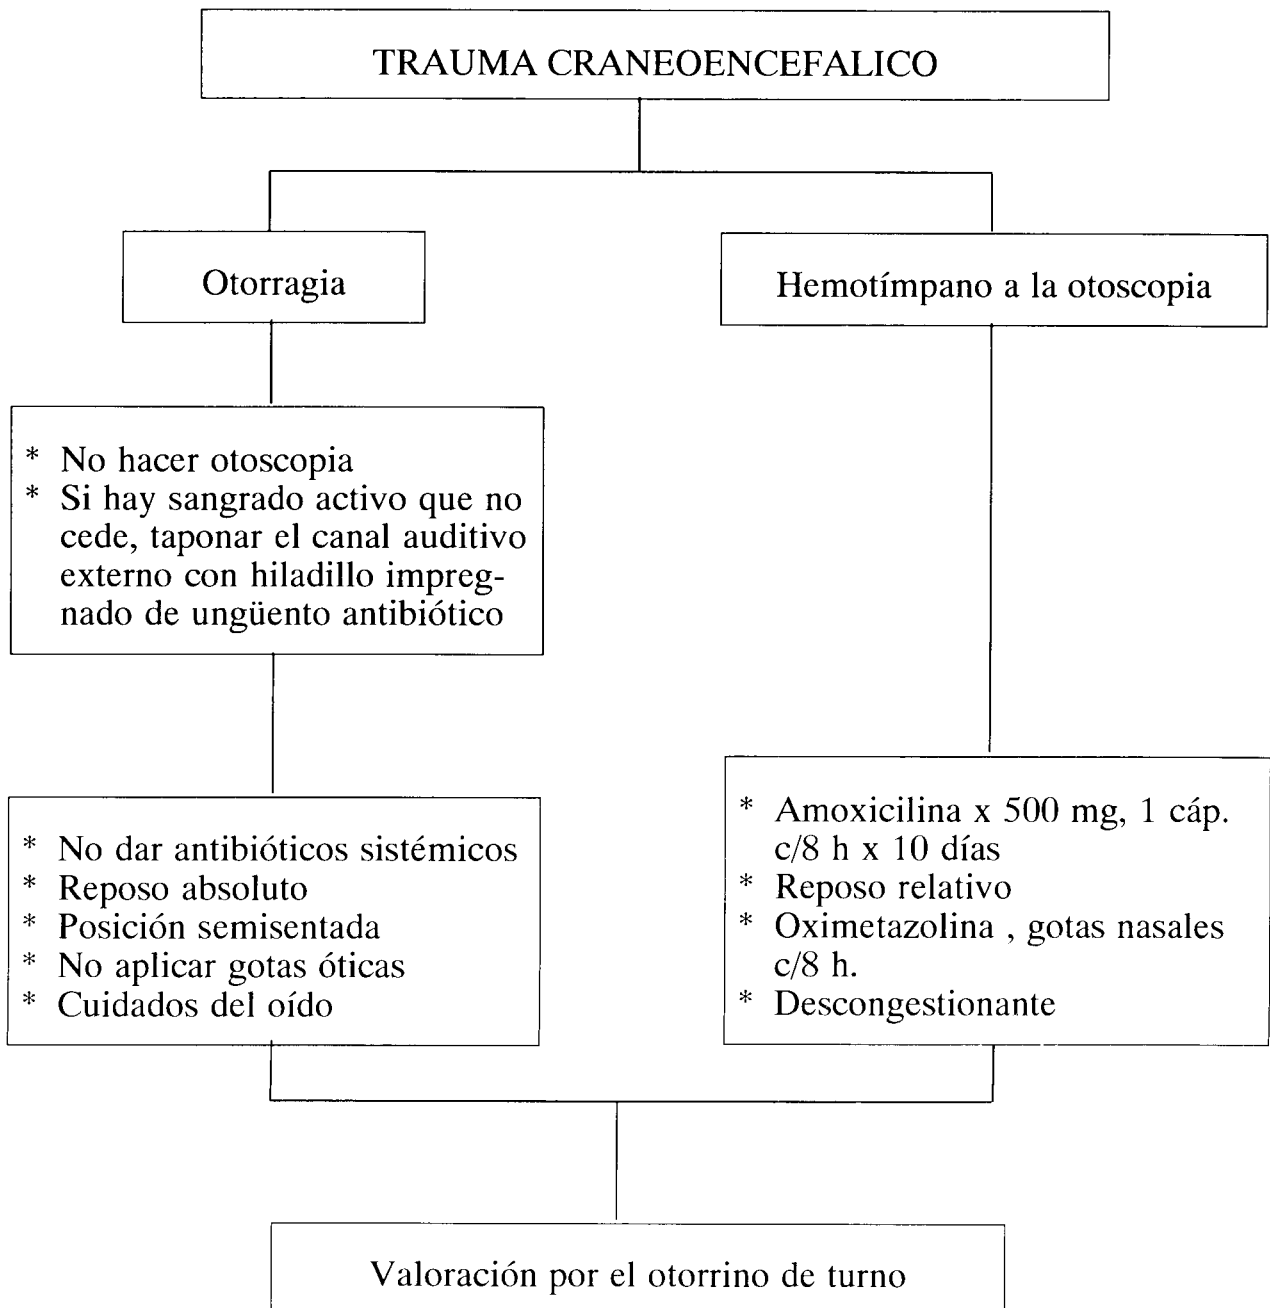 TRAUMA CRANEOENCEFALICO
Otorragia
Hemotímpano a la otoscopia
* No hacer otoscopia
* Si hay sangrado activo que no
cede, taponar el canal auditivo
externo con hiladillo impreg-
nado de ungüento antibiótico
* No dar antibióticos sistémicos
* Reposo absoluto
* Posición semisentada
* No aplicar gotas óticas
* Cuidados del oído
* Amoxicilina x 500 mg, 1 cáp.
c/8 h x 10 días
* Reposo relativo
* Oximetazolina , gotas nasales
c/8 h.
* Descongestionante
Valoración por el otorrino de turno